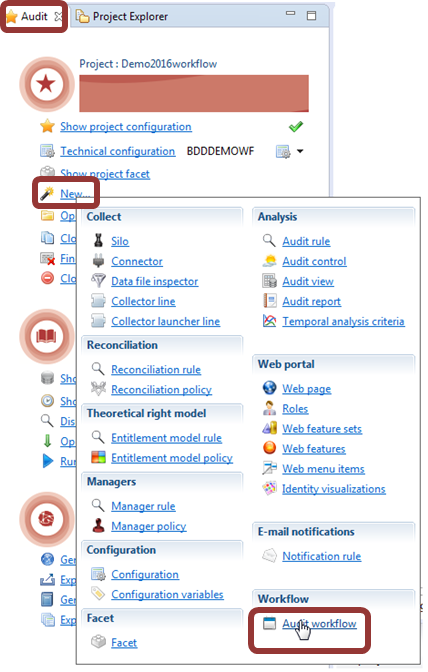 Audit
Project Explorer
Project : Demo2016workflow
Show project configuration
Technical configuration BDDDEMOWF
Show project facet
New...
Op
Clo
Fin
Clo
Sho
Sho
Dis
Op
Run
Ger
Exp
Ger
Exp
Collect
Silo
Connector
Data file inspector
Collector line
Collector launcher line
Reconciliation
Reconciliation rule
Reconciliation policy
Theoretical right model
Entitlement model rule
Entitlement model policy
Managers
Manager rule
Manager policy
Configuration
Configuration
Configuration variables
Facet
Facet
Analysis
Audit rule
Audit control
Audit view
Audit report
Temporal analysis criteria
Web portal
Web page
Roles
Web feature sets
Web features
Web menu items
Identity visualizations
E-mail notifications
Notification rule
Workflow
Audit workflow